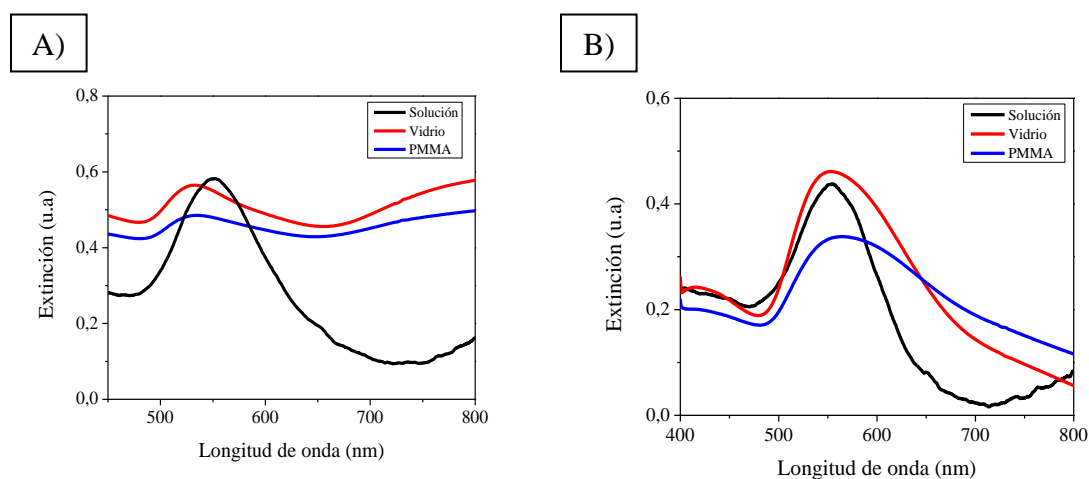 A)
0,8
0,6
0,4
0,2
0,0
Extinción (u.a)
Solución
Vidrio
PMMA
500 600 700 800
Longitud de onda (nm)
B)
0,6
0,4
0,2
0,0
Extinción (u.a)
Solución
Vidrio
PMMA
400 500 600 700 800
Longitud de onda (nm)